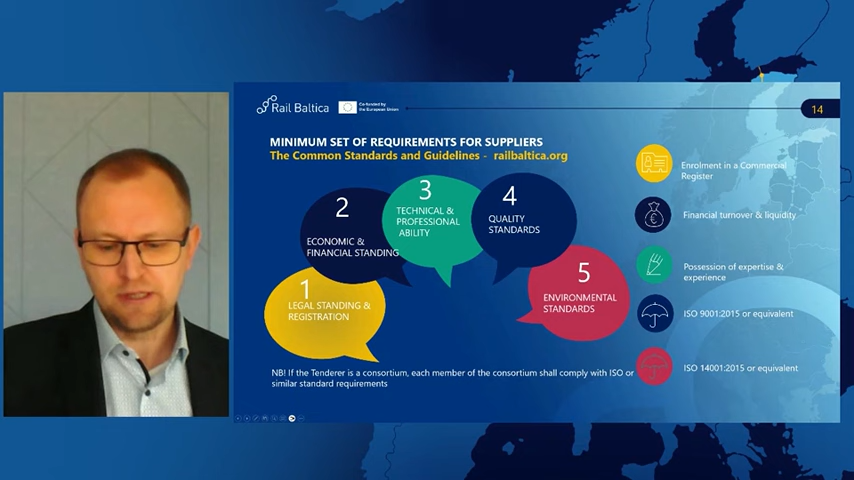 Rail Baltica
Co-funded by
the European Union
14
MINIMUM SET OF REQUIREMENTS FOR SUPPLIERS
The Common Standards and Guidelines - railbaltica.org
1
LEGAL STANDING &
REGISTRATION
2
ECONOMIC &
FINANCIAL STANDING
3
TECHNICAL &
PROFESSIONAL
ABILITY
4
QUALITY
STANDARDS
5
ENVIRONMENTAL
STANDARDS
Enrolment in a Commercial
Register
Financial turnover & liquidity
Possession of expertise &
experience
ISO 9001:2015 or equivalent
ISO 14001:2015 or equivalent
NB! If the Tenderer is a consortium, each member of the consortium shall comply with ISO or
similar standard requirements